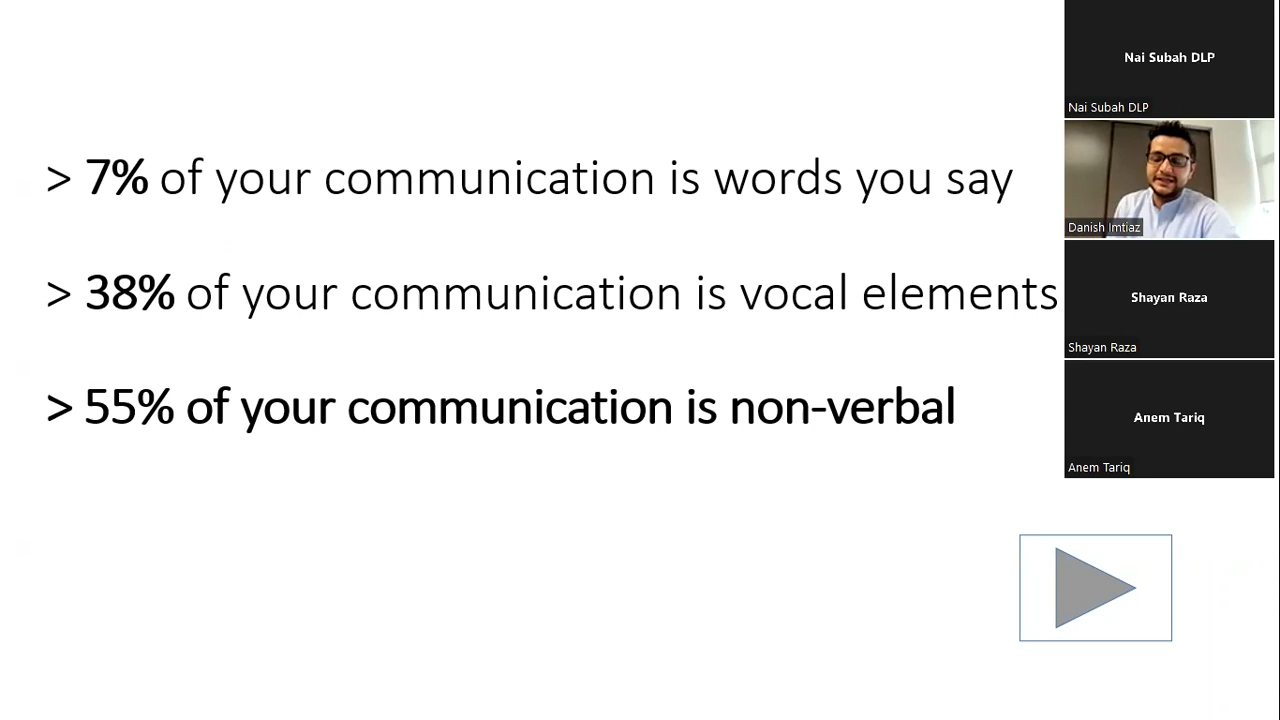 > 7% of your communication is words you say
> 38% of your communication is vocal elements
> 55% of your communication is non-verbal
Nai Subah DLP
Nai Subah DLP
Danish Imtiaz
Shayan Raza
Shayan Raza
Anem Tariq
Anem Tariq